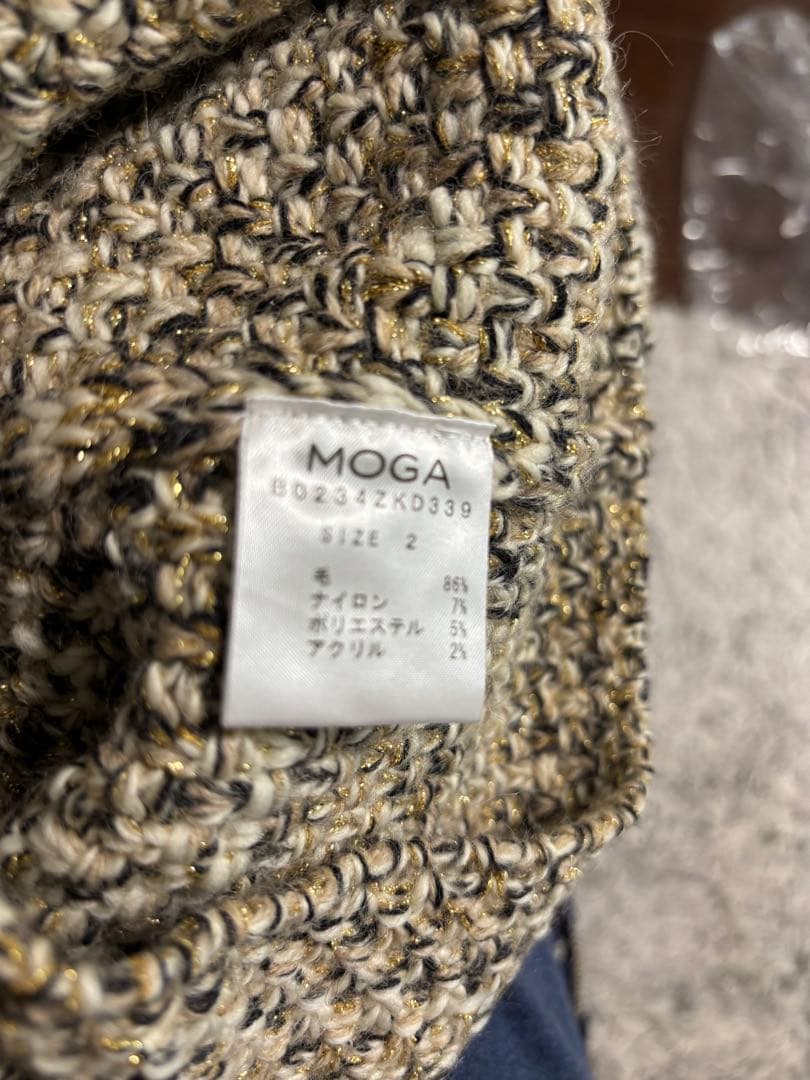 MOGA
B0234ZKD339
SIZE 2
毛 86%
ナイロン 7%
ポリエステル 5%
アクリル 2%